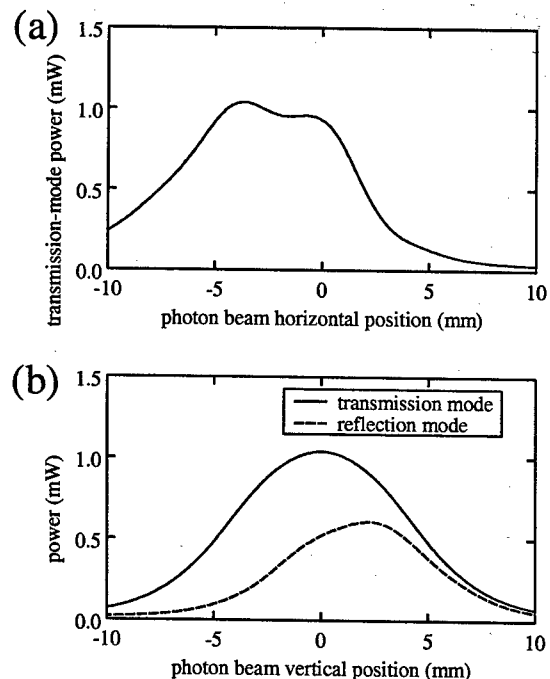 (a)
transmission-mode power (mW)
1.5
1.0
0.5
0.0
-10
-5
0
5
10
photon beam horizontal position (mm)
(b)
power (mW)
1.5
1.0
0.5
0.0
transmission mode
reflection mode
-10
-5
0
5
10
photon beam vertical position (mm)